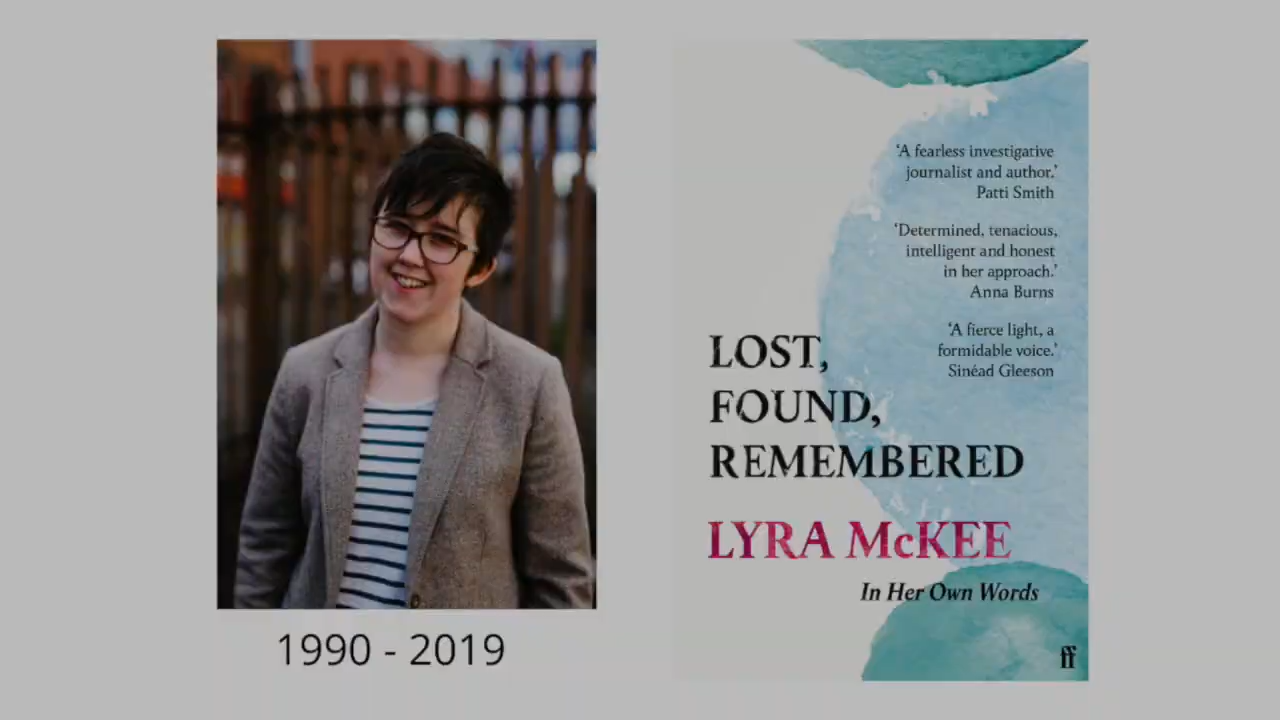 1990 - 2019
‘A fearless investigative
journalist and author.’
Patti Smith
‘Determined, tenacious,
intelligent and honest
in her approach.’
Anna Burns
‘A fierce light, a
formidable voice.’
Sinéad Gleeson
LOST,
FOUND,
REMEMBERED
LYRA McKEE
In Her Own Words
ff